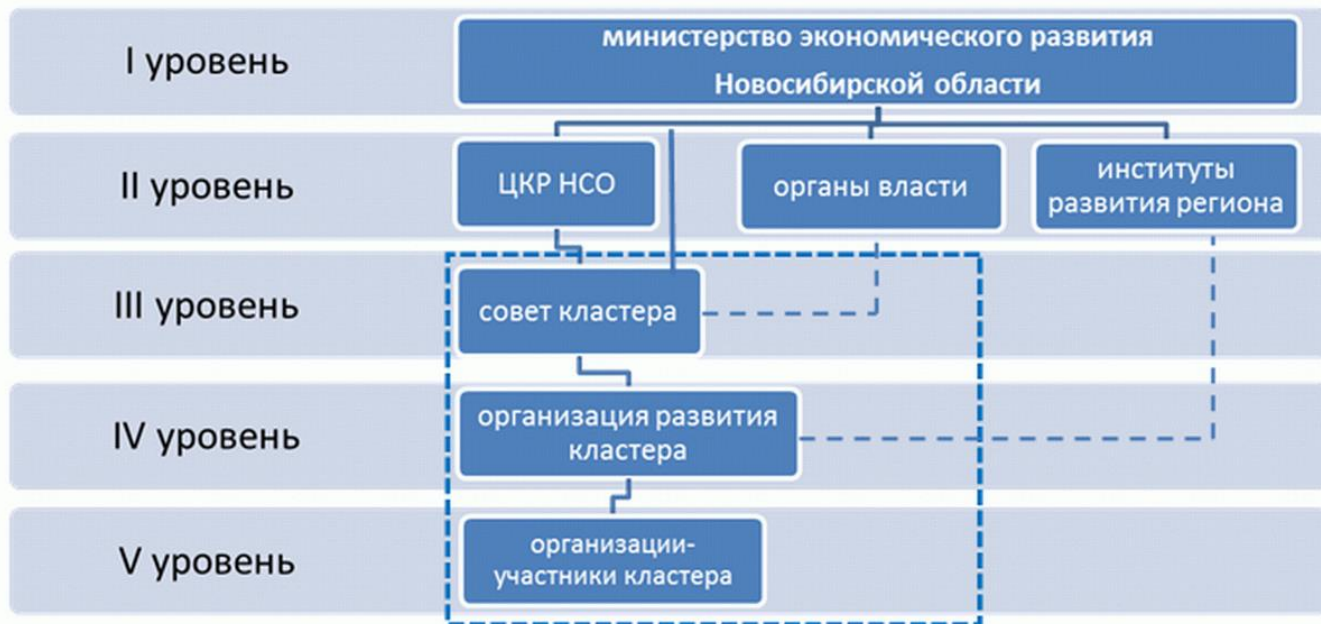 I уровень
министерство экономического развития
Новосибирской области
II уровень
ЦКР НСО
органы власти
институты
развития региона
III уровень
совет кластера
IV уровень
организация развития
кластера
V уровень
организации-
участники кластера